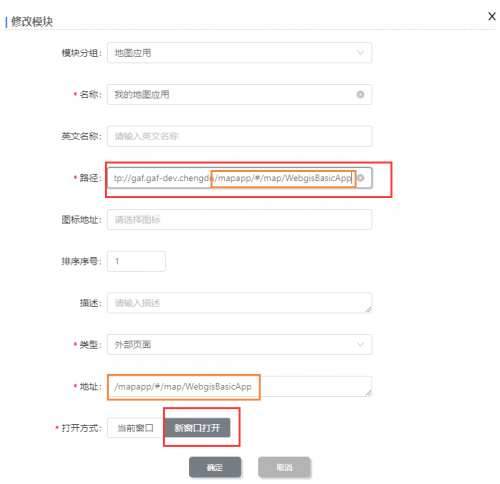 修改模块
X
模块分组： 地图应用
* 名称： 我的地图应用
英文名称： 请输入英文名称
* 路径： tp://gaf.gaf-dev.chengdu/mapapp/#/map/WebgisBasicApp
图标地址： 请选择图标
排序序号： 1
描述： 请输入描述
* 类型： 外部页面
* 地址： /mapapp/#/map/WebgisBasicApp
* 打开方式： 当前窗口 新窗口打开
确定 取消